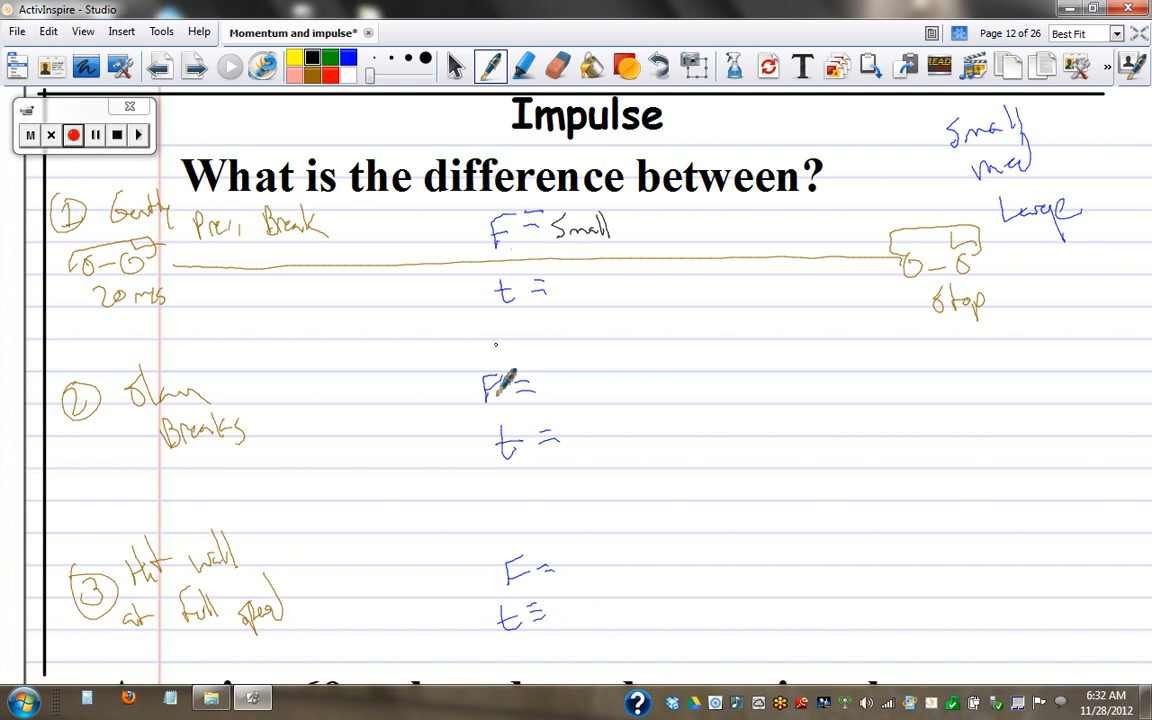 ActivInspire - Studio
File Edit View Insert Tools Help
Momentum and impulse*
Page 12 of 26
Best Fit
M
READ
T
»
Impulse
What is the difference between?
Small
med
Large
① Gently Press Break
F = Small
20 m/s
t =
Stop
② Slam
Breaks
F =
t =
③ Hit wall
at full speed
F =
t =
6:32 AM
11/28/2012